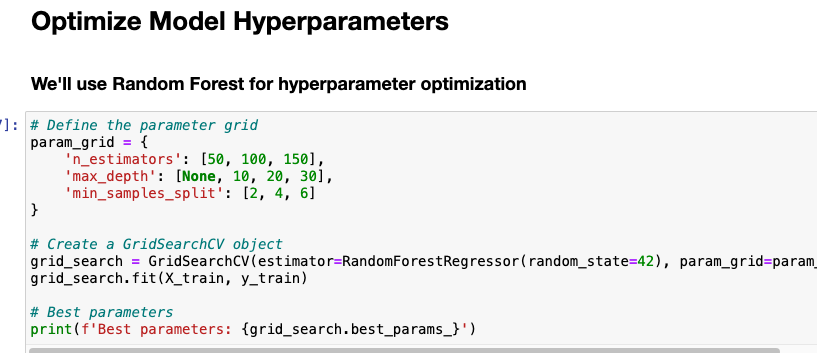 Optimize Model Hyperparameters
We'll use Random Forest for hyperparameter optimization
]:
# Define the parameter grid
param_grid = {
    'n_estimators': [50, 100, 150],
    'max_depth': [None, 10, 20, 30],
    'min_samples_split': [2, 4, 6]
}
# Create a GridSearchCV object
grid_search = GridSearchCV(estimator=RandomForestRegressor(random_state=42), param_grid=param_
grid_search.fit(X_train, y_train)
# Best parameters
print(f'Best parameters: {grid_search.best_params_}')